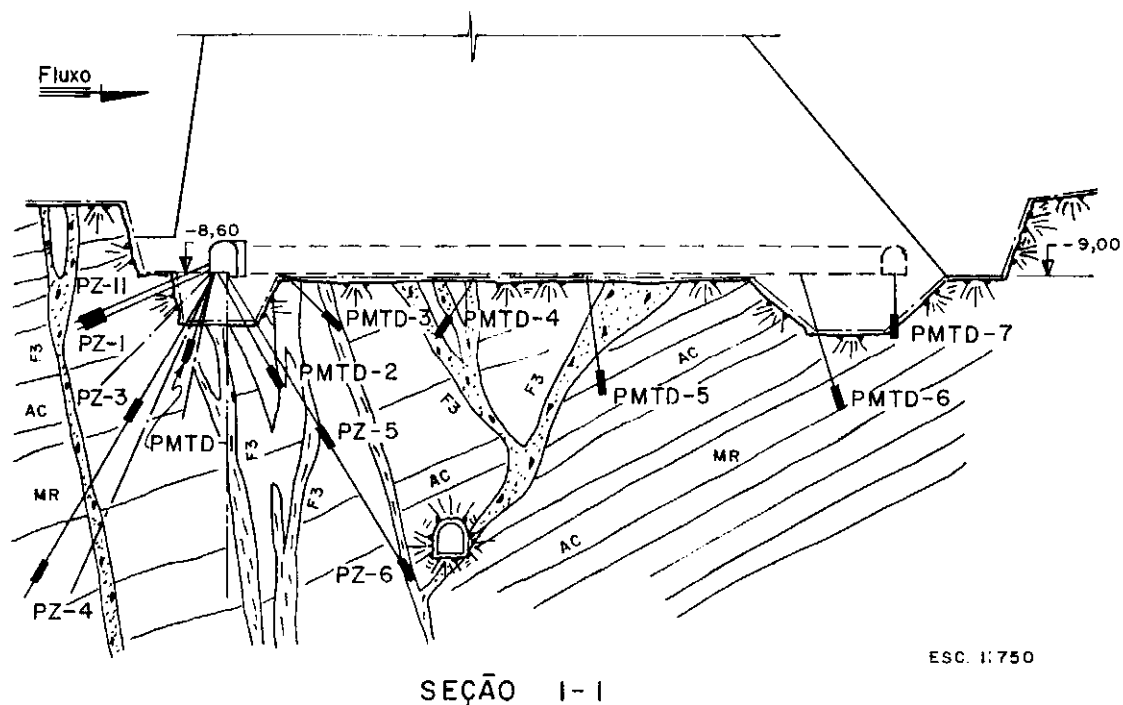 Fluxo
-8,60
-9,00
PZ-11
PMTD-3
PMTD-4
PMTD-7
PZ-1
F3
PMTD-2
AC
F3
F3
PMTD-5
PMTD-6
PZ-3
AC
PMTD-1
PZ-5
F3
F3
MR
AC
MR
AC
PZ-6
PZ-4
ESC. 1:750
SEÇÃO 1-1